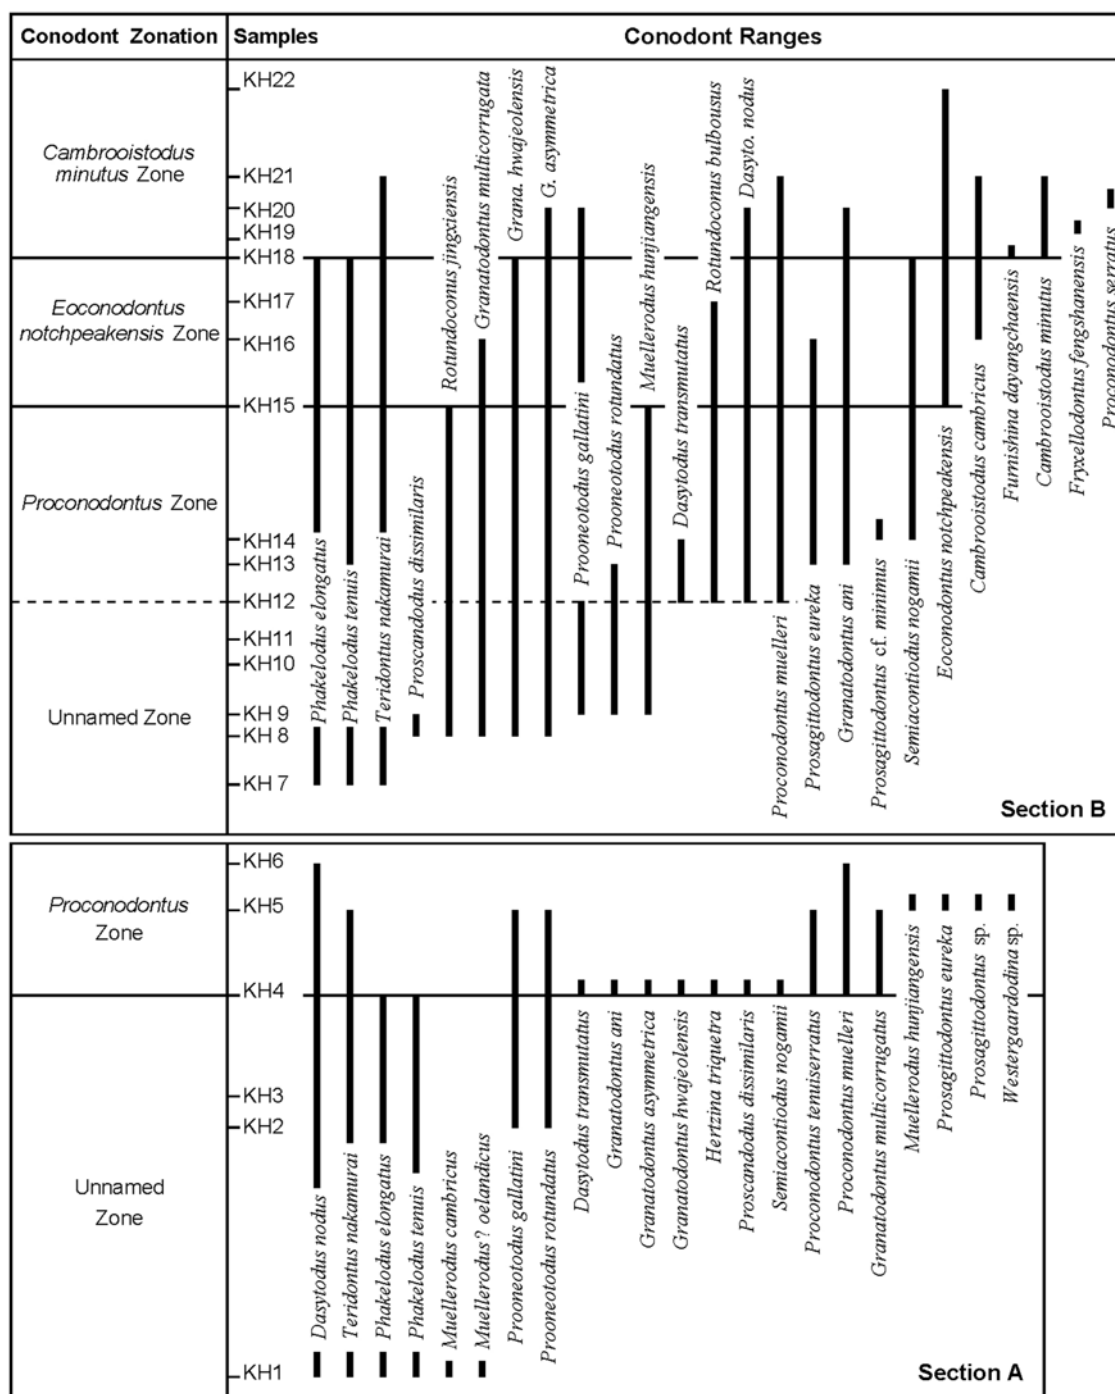 Conodont Zonation
Samples
Conodont Ranges
KH22
KH21
KH20
KH19
KH18
KH17
KH16
KH15
KH14
KH13
KH12
KH11
KH10
KH9
KH8
KH7
Cambrooistodus
minutus Zone
Eoconodontus
notchpeakensis Zone
Proconodontus Zone
Unnamed Zone
Phakelodus elongatus
Phakelodus tenuis
Teridontus nakamurai
Proscandodus dissimilaris
Rotundoconus jingxiensis
Granatodontus multicorrugata
Grana. hwajeolensis
G. asymmetrica
Prooneotodus gallatini
Prooneotodus rotundatus
Muellerodus hunjiangensis
Dasytodus transmutatus
Rotundoconus bulbousus
Dasyto. nodus
Proconodontus muelleri
Prosagittodontus eureka
Granatodontus ani
Prosagittodontus cf. minimus
Semiacontiodus nogamii
Eoconodontus notchpeakensis
Cambrooistodus cambricus
Furnishina dayangchaensis
Cambrooistodus minutus
Fryxellodontus fengshanensis
Proconodontus serratus
Section B
Proconodontus
Zone
Unnamed
Zone
KH6
KH5
KH4
KH3
KH2
KH1
Dasytodus nodus
Teridontus nakamurai
Phakelodus elongatus
Phakelodus tenuis
Muellerodus cambricus
Muellerodus ? oelandicus
Prooneotodus gallatini
Prooneotodus rotundatus
Dasytodus transmutatus
Granatodontus ani
Granatodontus asymmetrica
Granatodontus hwajeolensis
Hertzina triquetra
Proscandodus dissimilaris
Semiacontiodus nogamii
Proconodontus tenuiserratus
Proconodontus muelleri
Granatodontus multicorrugatus
Muellerodus hunjiangensis
Prosagittodontus eureka
Prosagittodontus sp.
Westergaardodina sp.
Section A